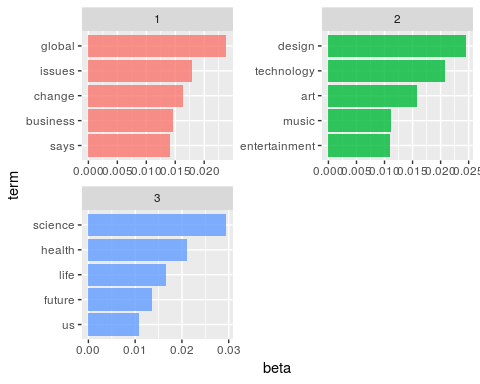 1
global
issues
change
business
says
0.000 0.005 0.010 0.015 0.020
2
design
technology
art
music
entertainment
0.000 0.005 0.010 0.015 0.020 0.025
term
3
science
health
life
future
us
0.00 0.01 0.02 0.03
beta